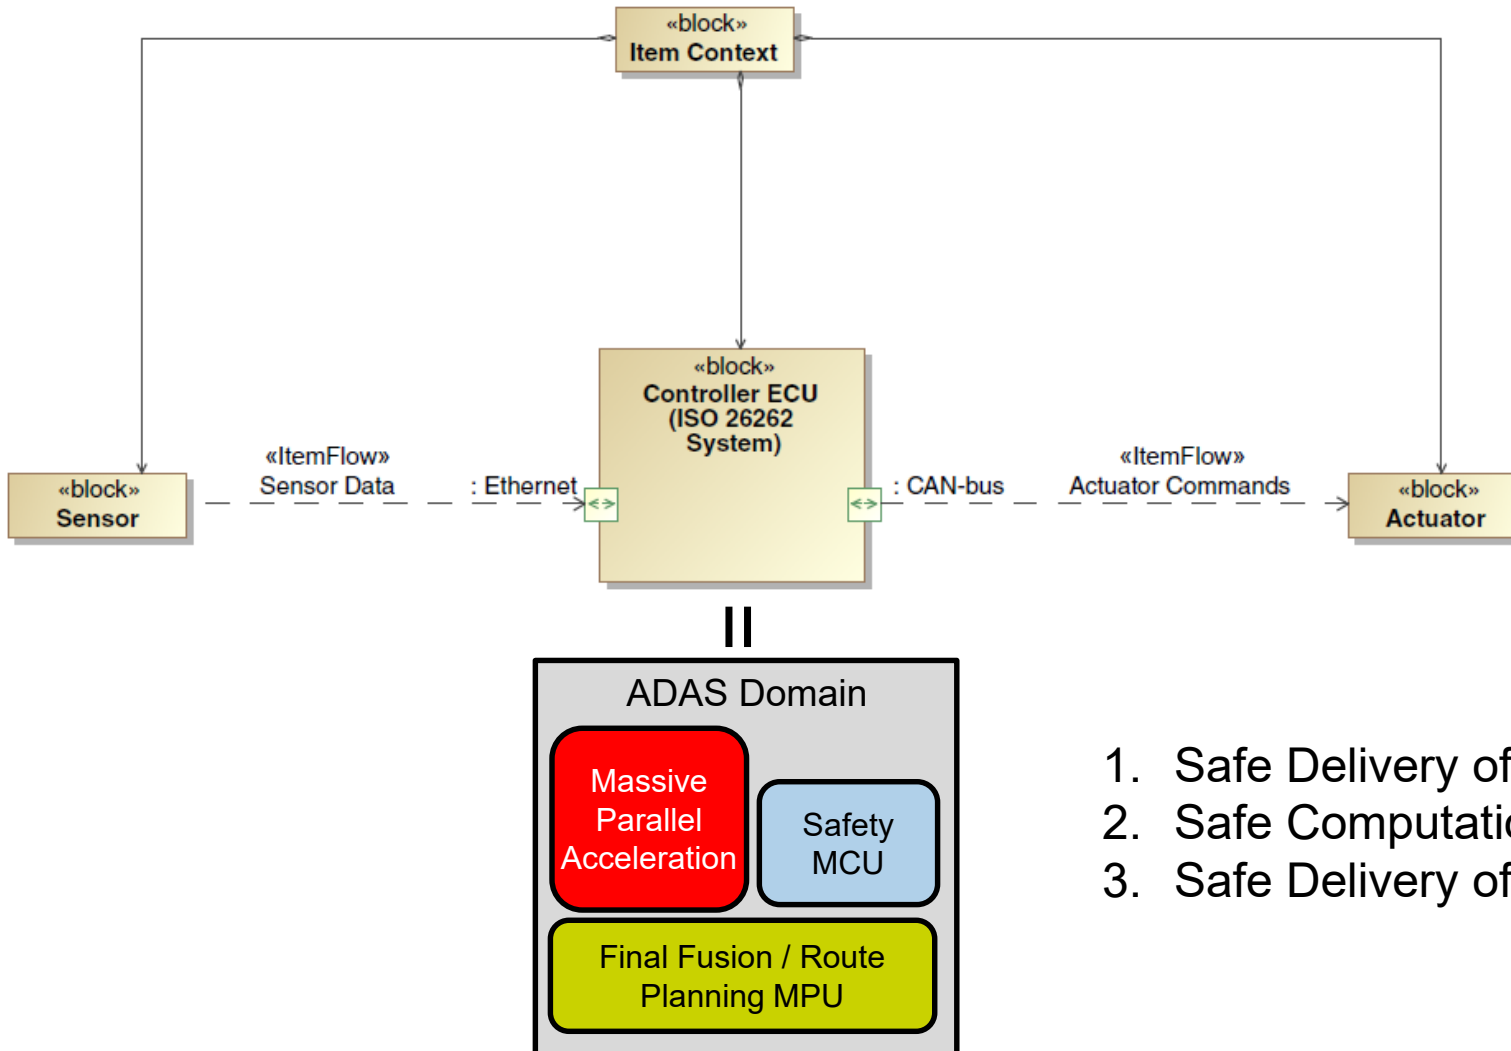 «block»
Item Context
«block»
Controller ECU
(ISO 26262
System)
«ItemFlow»
Sensor Data
: Ethernet
: CAN-bus
«ItemFlow»
Actuator Commands
«block»
Sensor
«block»
Actuator
ADAS Domain
Massive
Parallel
Acceleration
Safety
MCU
Final Fusion / Route
Planning MPU
1. Safe Delivery of
2. Safe
3. Safe Delivery of